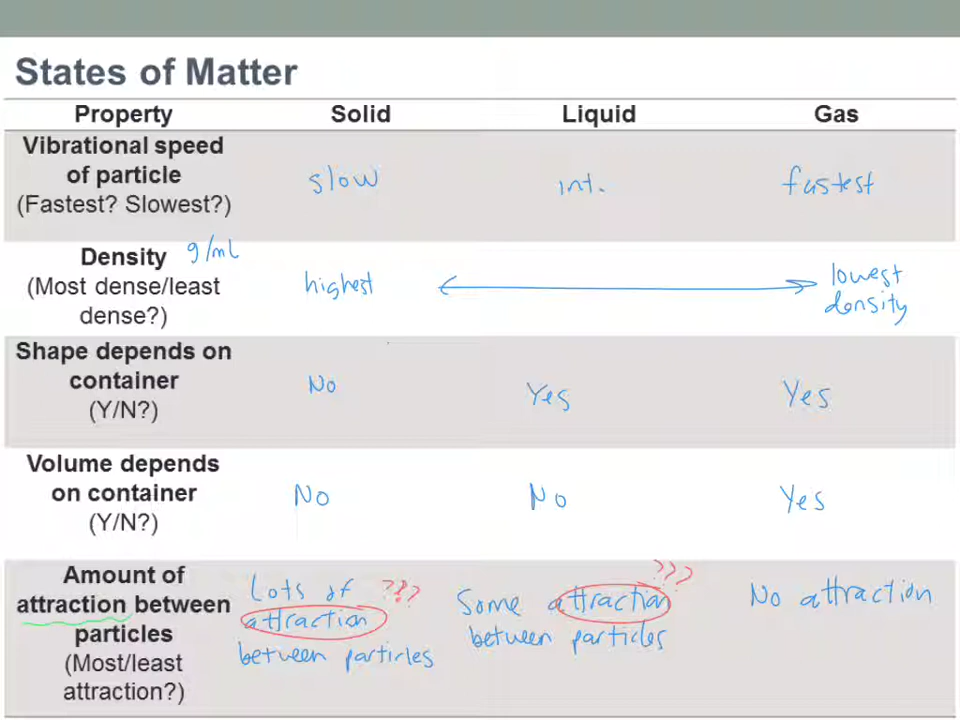 States of Matter
Property Solid Liquid Gas
Vibrational speed
of particle
(Fastest? Slowest?)
slow int. fastest
Density g/mL
(Most dense/least
dense?)
highest lowest
density
Shape depends on
container
(Y/N?)
No Yes Yes
Volume depends
on container
(Y/N?)
No No Yes
Amount of
attraction between
particles
(Most/least
attraction?)
Lots of ???
attraction
between particles
???
Some attraction
between particles
No attraction